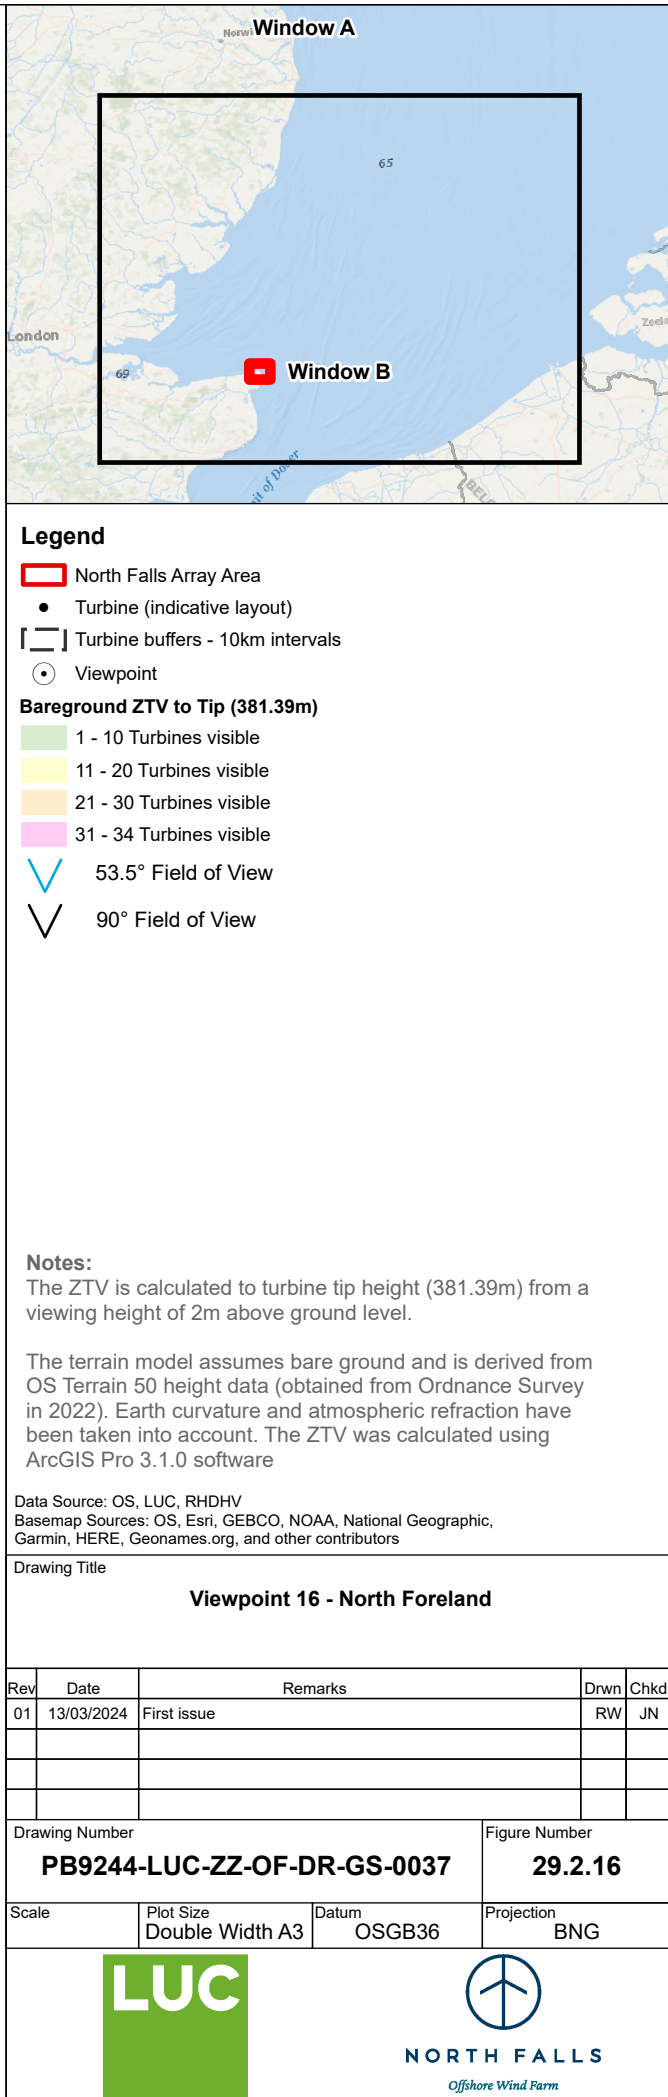 Window A
65
London
Window B
69
Legend
North Falls Array Area
Turbine (indicative layout)
Turbine buffers - 10km intervals
Viewpoint
Bareground ZTV to Tip (381.39m)
1 - 10 Turbines visible
11 - 20 Turbines visible
21 - 30 Turbines visible
31 - 34 Turbines visible
53.5° Field of View
90° Field of View
Notes:
The ZTV is calculated to turbine tip height (381.39m) from a
viewing height of 2m above ground level.
The terrain model assumes bare ground and is derived from
OS Terrain 50 height data (obtained from Ordnance Survey
in 2022). Earth curvature and atmospheric refraction have
been taken into account. The ZTV was calculated using
ArcGIS Pro 3.1.0 software
Data Source: OS, LUC, RHDHV
Basemap Sources: OS, Esri, GEBCO, NOAA, National Geographic,
Garmin, HERE, Geonames.org, and other contributors
Drawing Title
Viewpoint 16 - North Foreland
Rev Date Remarks Drwn Chkd
01 13/03/2024 First issue RW JN
Drawing Number Figure Number
PB9244-LUC-ZZ-OF-DR-GS-0037 29.2.16
Scale Plot Size Datum Projection
Double Width A3 OSGB36 BNG
LUC
NORTH FALLS
Offshore Wind Farm